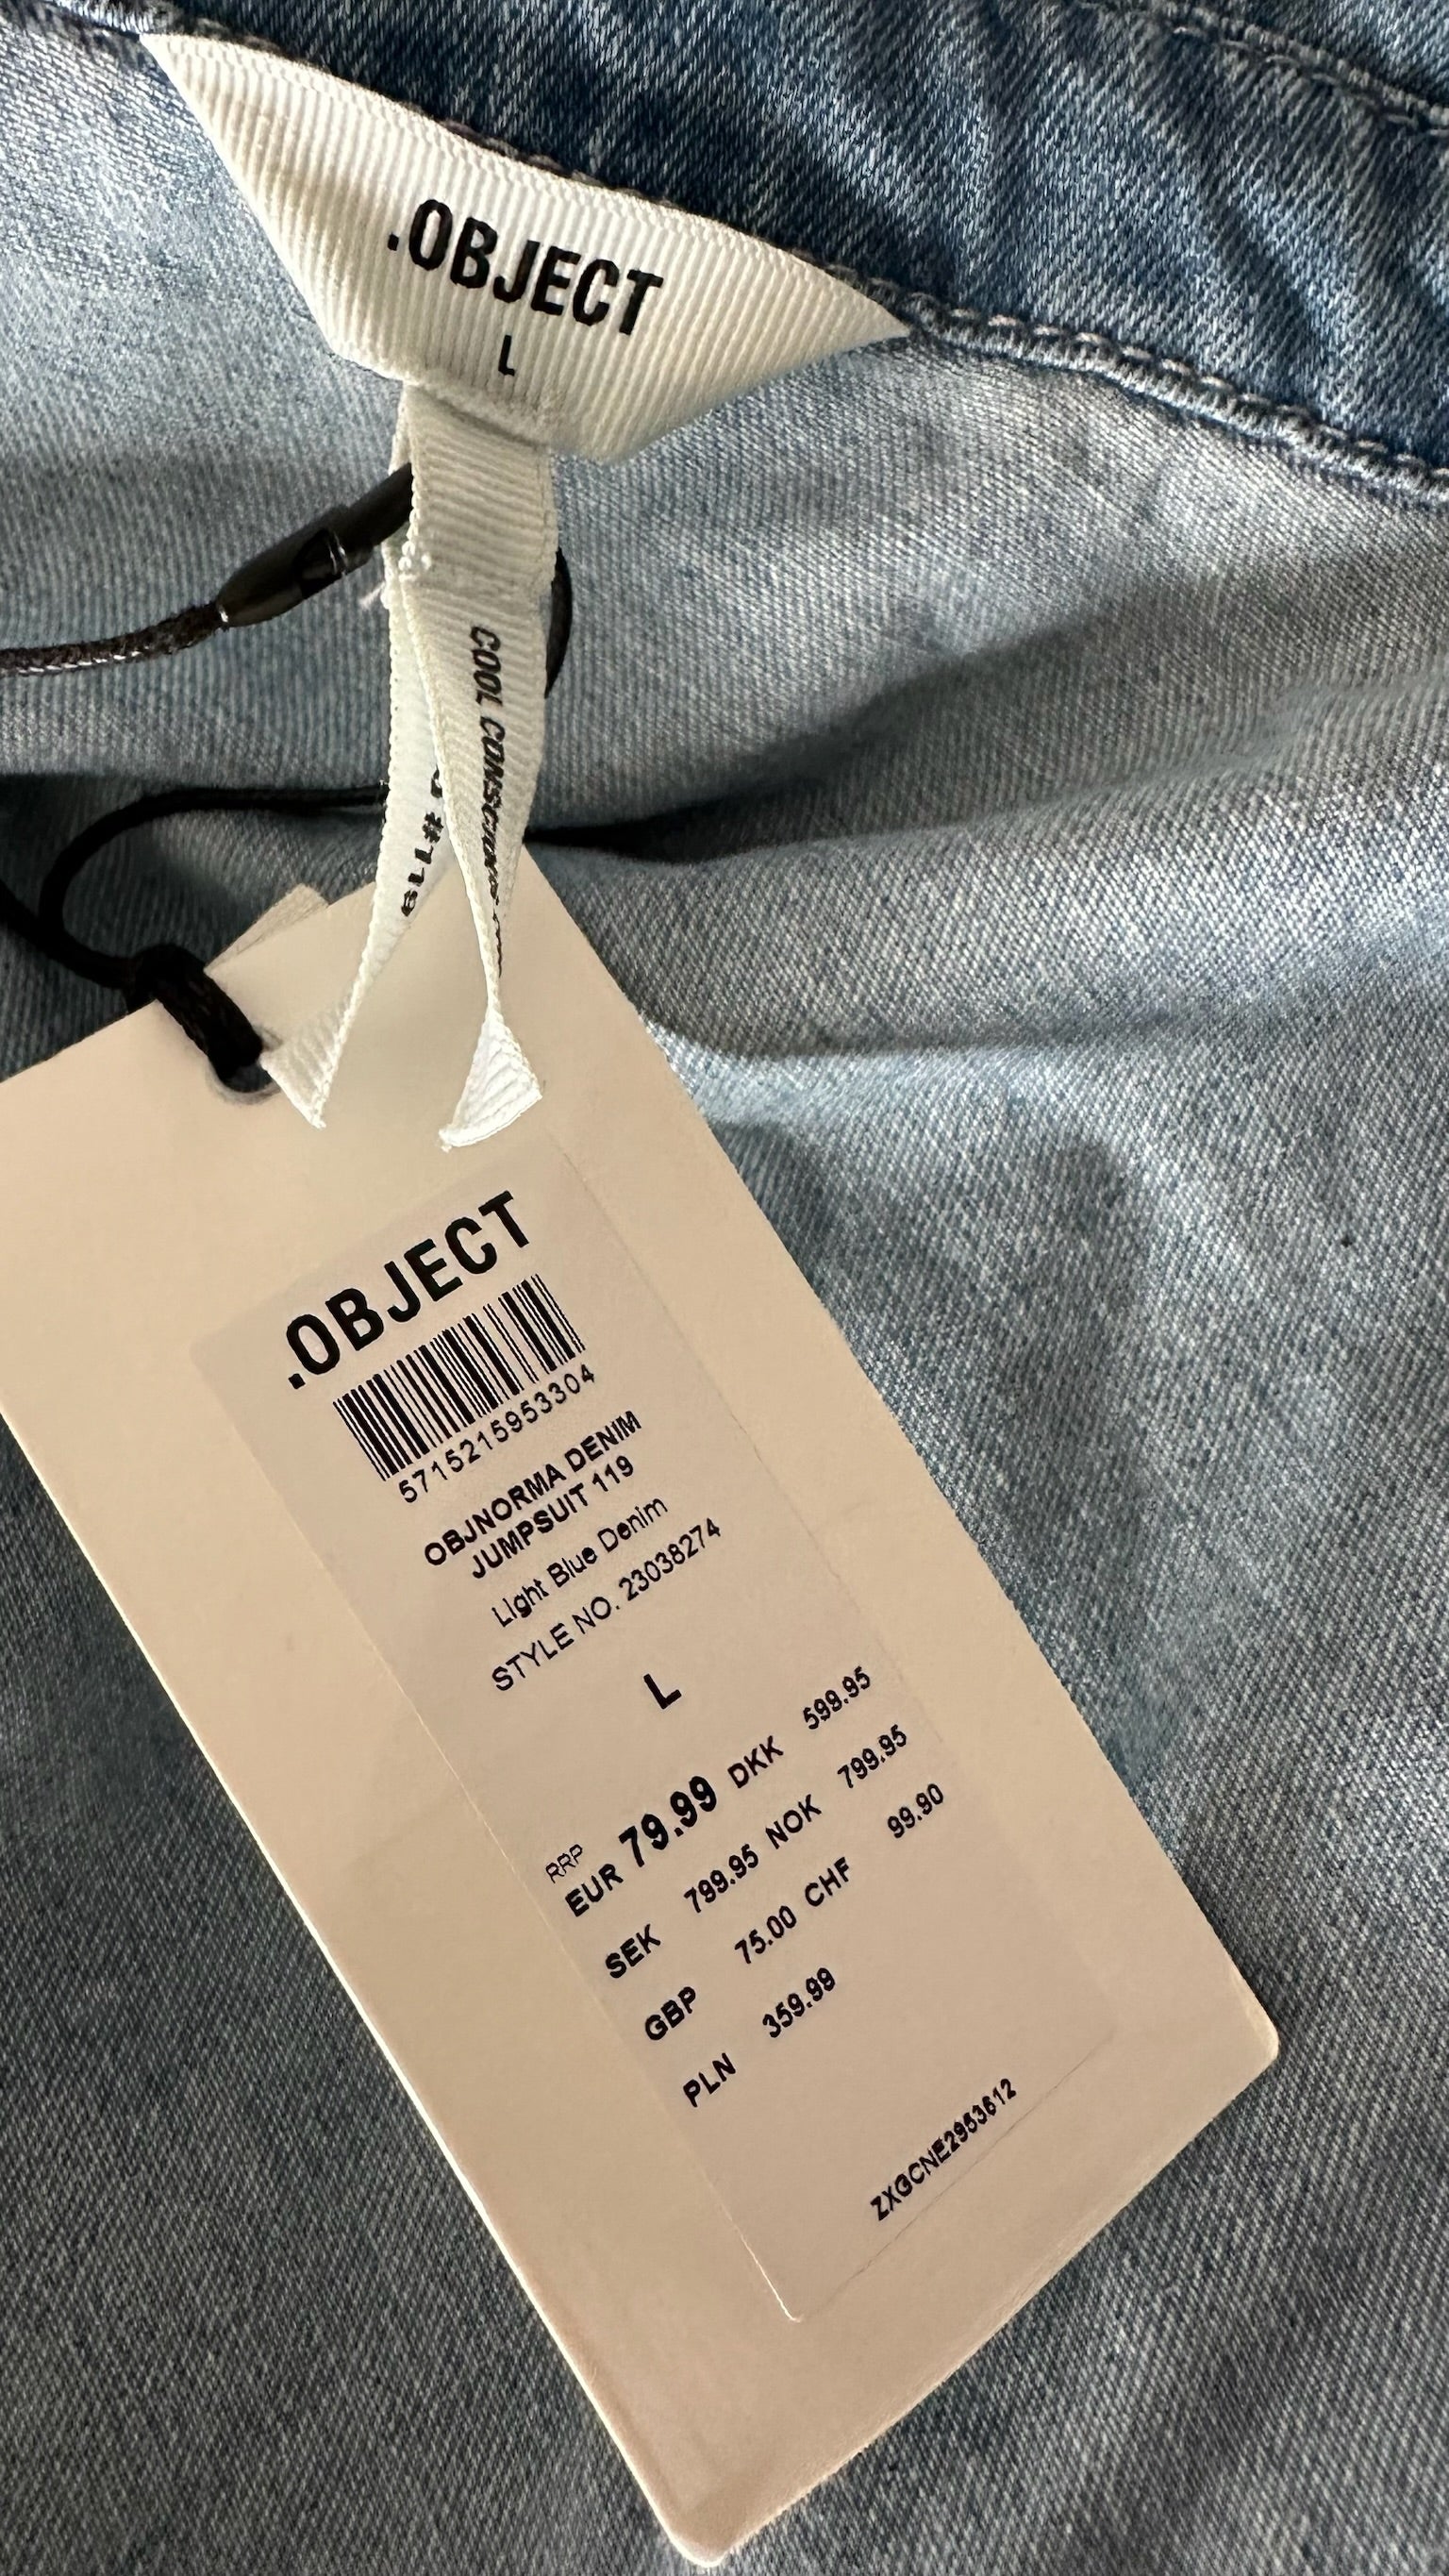 .OBJECT
L
COOL CONSCIOUS
.OBJECT
5715215953304
OBJNORMA DENIM
JUMPSUIT 119
Light Blue Denim
STYLE NO. 23038274
L
RRP
EUR 79.99 DKK 599.95
SEK 799.95 NOK 799.95
GBP 75.00 CHF 99.90
PLN 359.99
ZXGCNE2953612